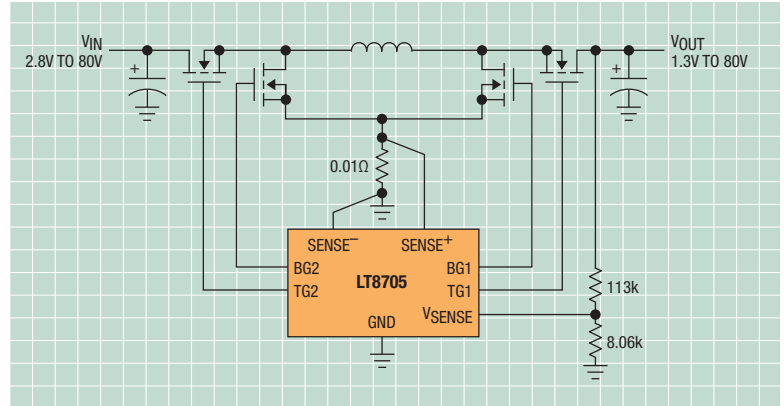 VIN
2.8V TO 80V
VOUT
1.3V TO 80V
+
+
0.01Ω
SENSE–
SENSE+
BG2
TG2
LT8705
BG1
TG1
GND
VSENSE
113k
8.06k